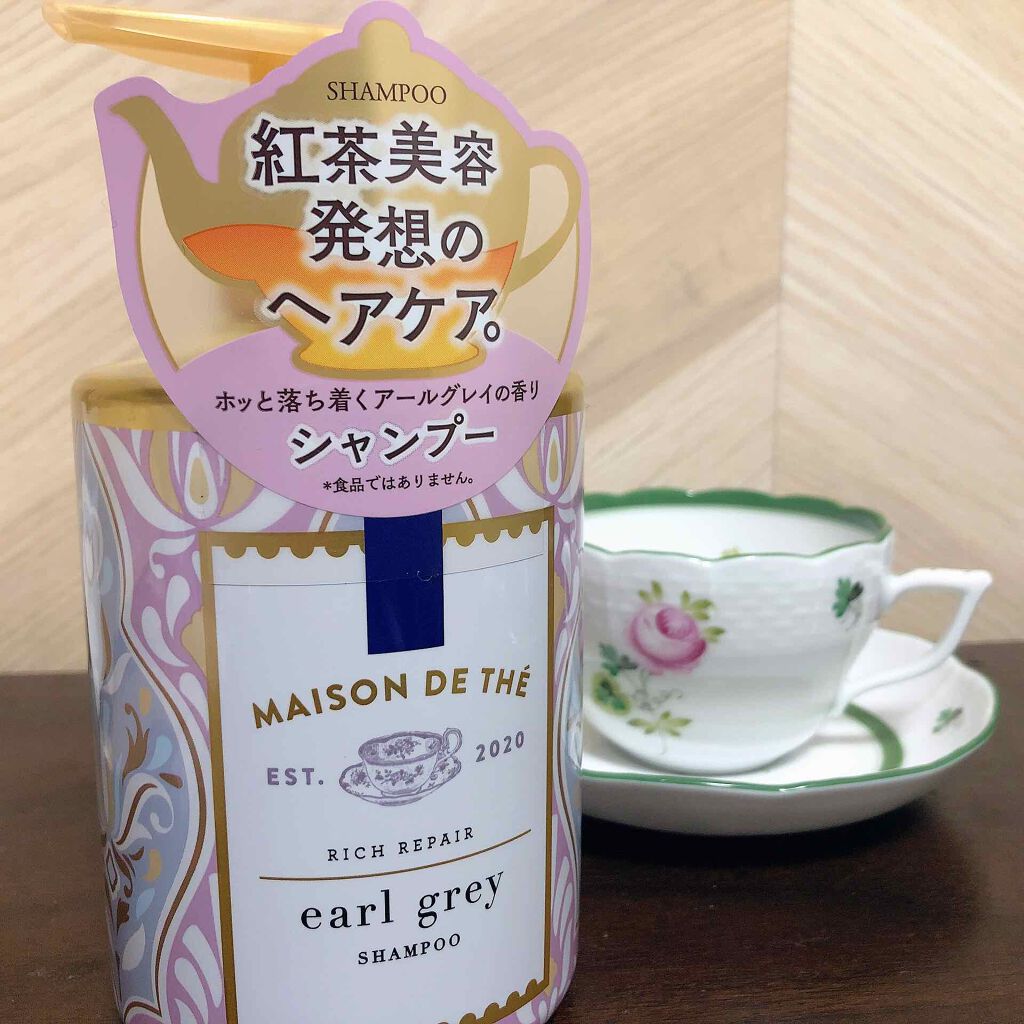 SHAMPOO
紅茶美容
発想の
ヘアケア。
ホッと落ち着くアールグレイの香り
シャンプー
*食品ではありません。
MAISON DE THÉ
EST. 2020
RICH REPAIR
earl grey
SHAMPOO